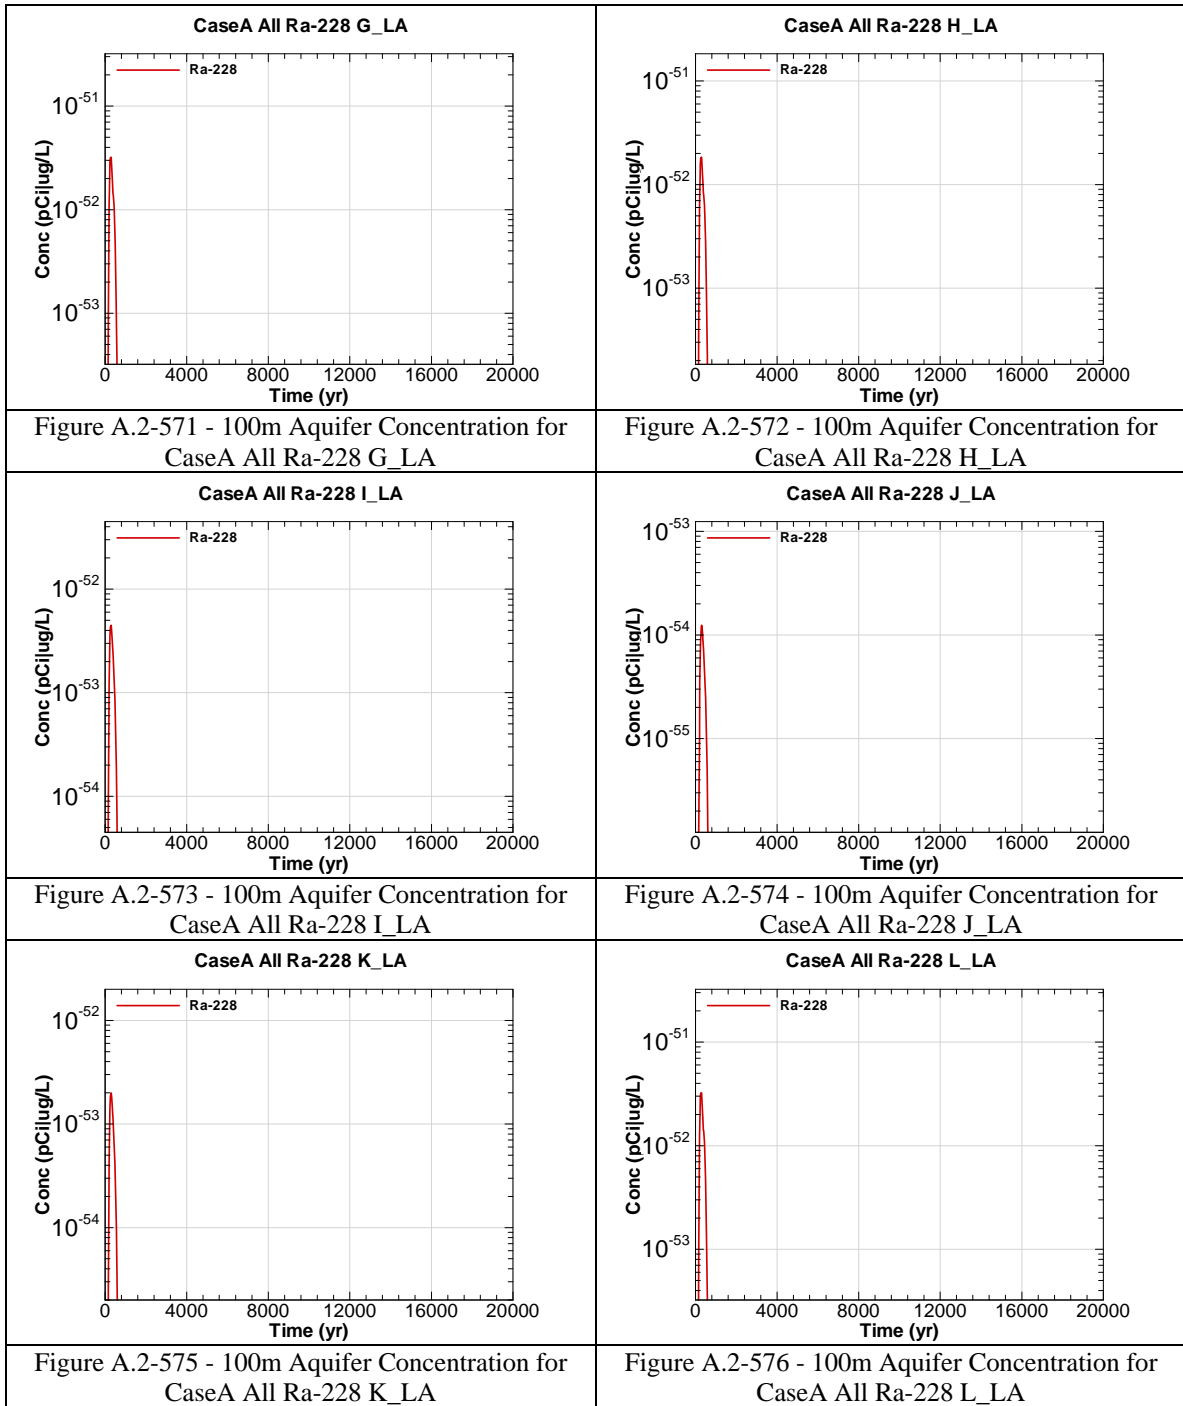 CaseA All Ra-228 G_LA
Ra-228
10^-51
10^-52
10^-53
Conc (pCi|ug/L)
0 4000 8000 12000 16000 20000
Time (yr)
Figure A.2-571 - 100m Aquifer Concentration for
CaseA All Ra-228 G_LA
CaseA All Ra-228 H_LA
Ra-228
10^-51
10^-52
10^-53
Conc (pCi|ug/L)
0 4000 8000 12000 16000 20000
Time (yr)
Figure A.2-572 - 100m Aquifer Concentration for
CaseA All Ra-228 H_LA
CaseA All Ra-228 I_LA
Ra-228
10^-52
10^-53
10^-54
Conc (pCi|ug/L)
0 4000 8000 12000 16000 20000
Time (yr)
Figure A.2-573 - 100m Aquifer Concentration for
CaseA All Ra-228 I_LA
CaseA All Ra-228 J_LA
Ra-228
10^-53
10^-54
10^-55
Conc (pCi|ug/L)
0 4000 8000 12000 16000 20000
Time (yr)
Figure A.2-574 - 100m Aquifer Concentration for
CaseA All Ra-228 J_LA
CaseA All Ra-228 K_LA
Ra-228
10^-52
10^-53
10^-54
Conc (pCi|ug/L)
0 4000 8000 12000 16000 20000
Time (yr)
Figure A.2-575 - 100m Aquifer Concentration for
CaseA All Ra-228 K_LA
CaseA All Ra-228 L_LA
Ra-228
10^-51
10^-52
10^-53
Conc (pCi|ug/L)
0 4000 8000 12000 16000 20000
Time (yr)
Figure A.2-576 - 100m Aquifer Concentration for
CaseA All Ra-228 L_LA